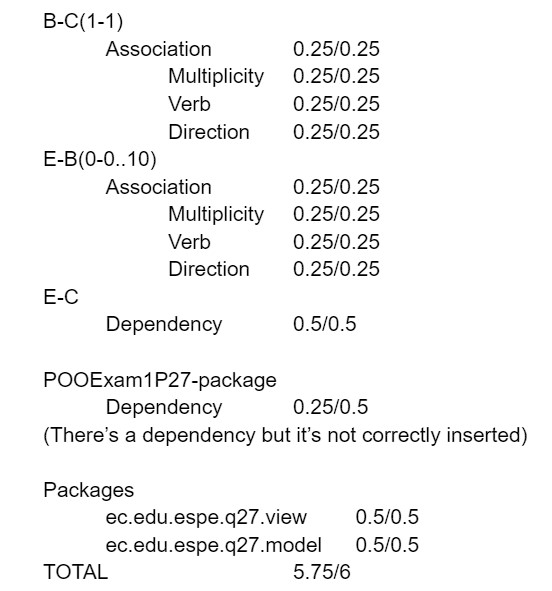 B-C(1-1)
Association 0.25/0.25
Multiplicity 0.25/0.25
Verb 0.25/0.25
Direction 0.25/0.25
E-B(0-0..10)
Association 0.25/0.25
Multiplicity 0.25/0.25
Verb 0.25/0.25
Direction 0.25/0.25
E-C
Dependency 0.5/0.5
POOExam1P27-package
Dependency 0.25/0.5
(There’s a dependency but it’s not correctly inserted)
Packages
ec.edu.espe.q27.view 0.5/0.5
ec.edu.espe.q27.model 0.5/0.5
TOTAL 5.75/6